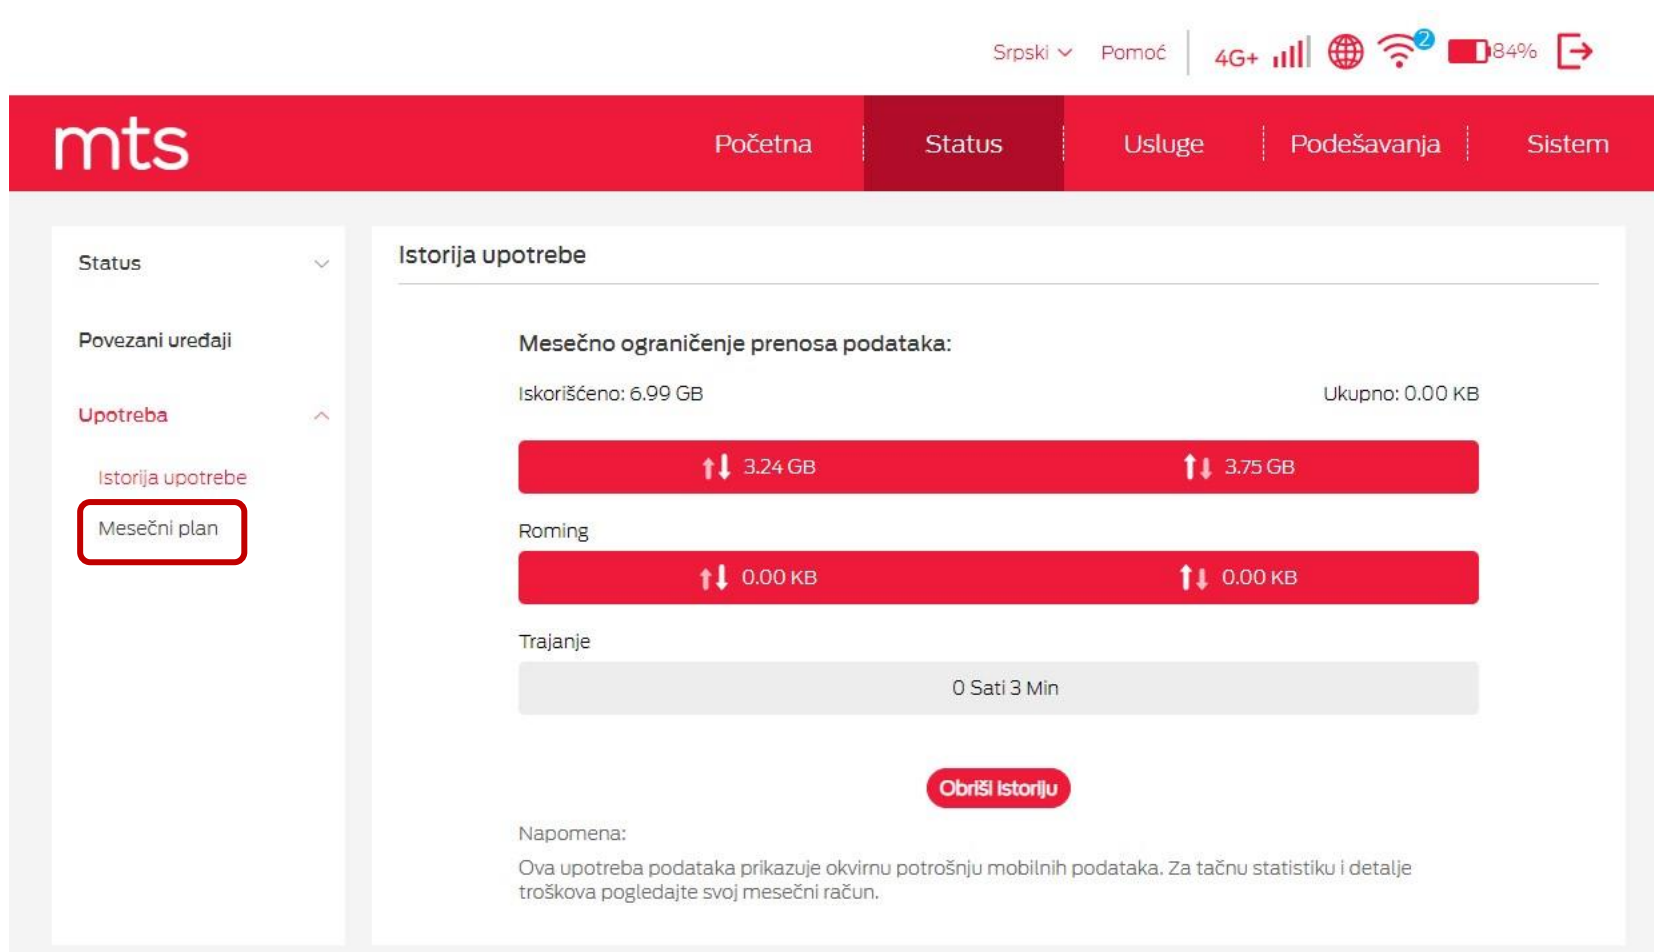 Srpski Pomoć 4G+ 2 84%
mts Početna Status Usluge Podešavanja Sistem
Status
Povezani uređaji
Upotreba
Istorija upotrebe
Mesečni plan
Istorija upotrebe
Mesečno ograničenje prenosa podataka:
Iskorišćeno: 6.99 GB Ukupno: 0.00 KB
3.24 GB 3.75 GB
Roming
0.00 KB 0.00 KB
Trajanje
0 Sati 3 Min
Obriši istoriju
Napomena:
Ova upotreba podataka prikazuje okvirnu potrošnju mobilnih podataka. Za tačnu statistiku i detalje
troškova pogledajte svoj mesečni račun.